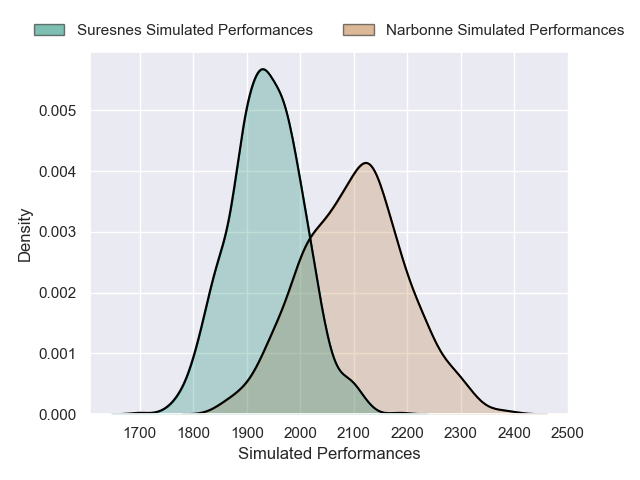 Suresnes Simulated Performances
Narbonne Simulated Performances
0.005
0.004
0.003
0.002
0.001
0.000
Density
1700 1800 1900 2000 2100 2200 2300 2400 2500
Simulated Performances